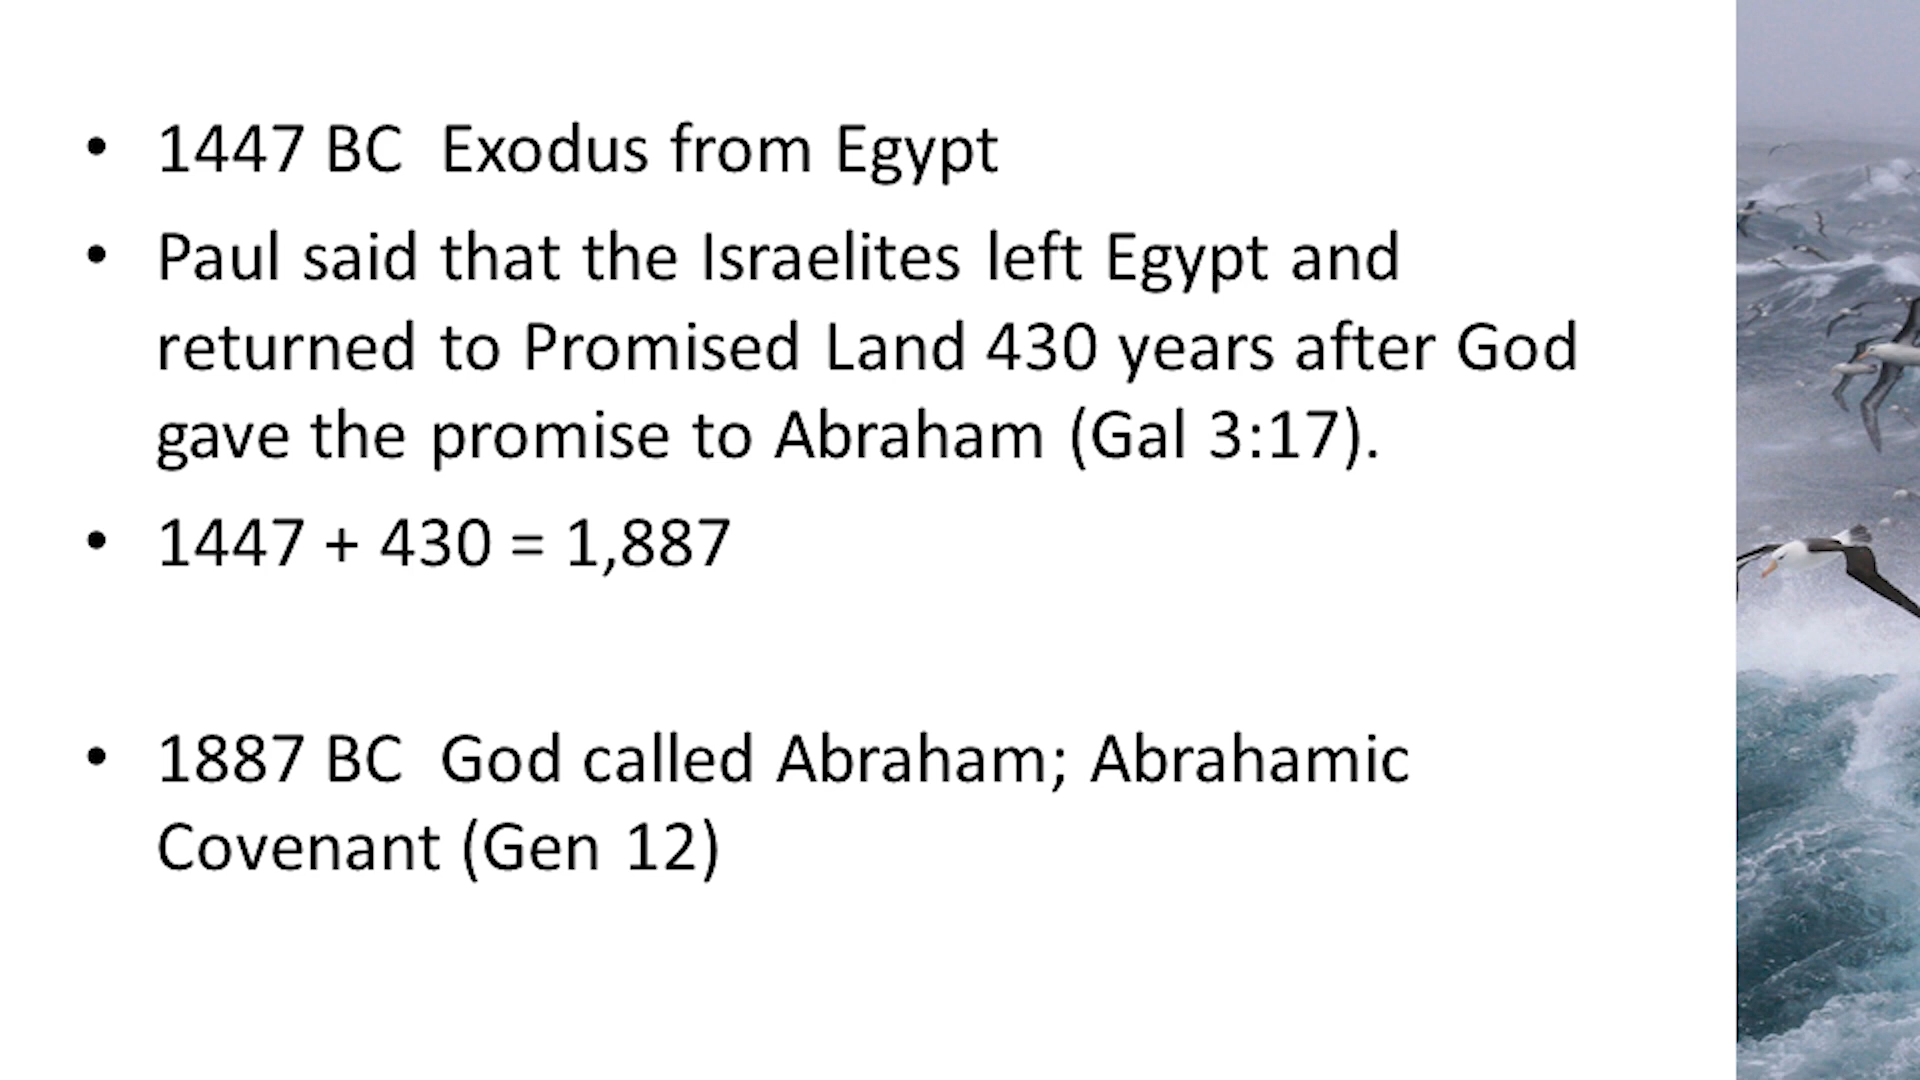 • 1447 BC  Exodus from Egypt
• Paul said that the Israelites left Egypt and
returned to Promised Land 430 years after God
gave the promise to Abraham (Gal 3:17).
• 1447 + 430 = 1,887
• 1887 BC  God called Abraham; Abrahamic
Covenant (Gen 12)